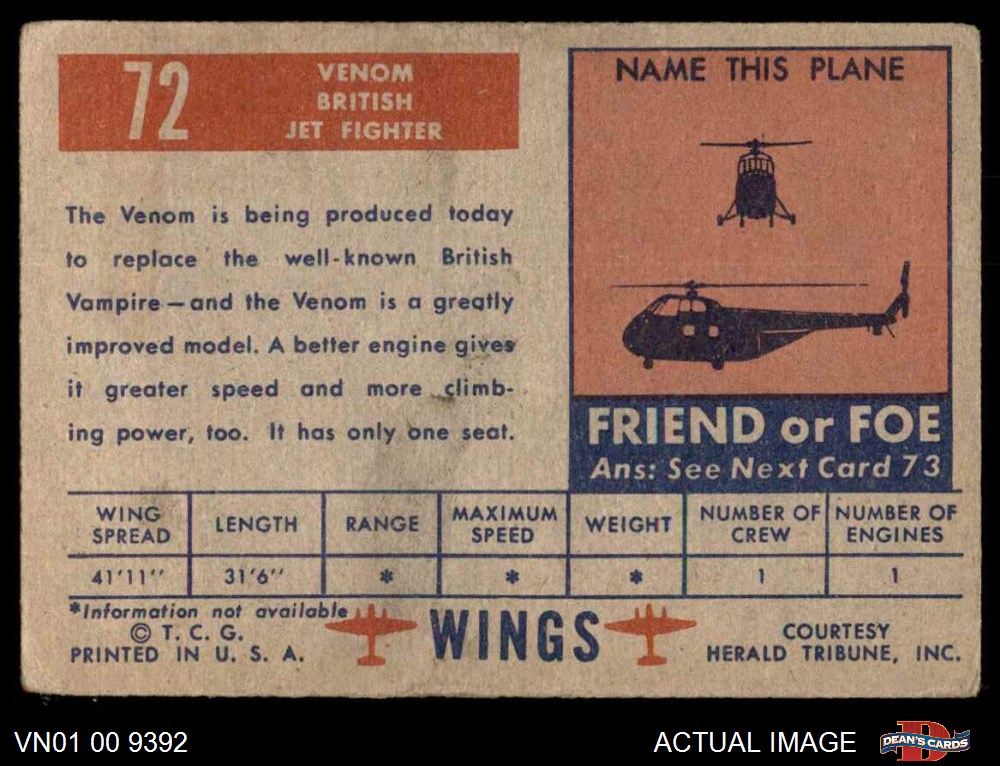 72
VENOM
BRITISH
JET FIGHTER
The Venom is being produced today
to replace the well-known British
Vampire—and the Venom is a greatly
improved model. A better engine gives
it greater speed and more climb-
ing power, too. It has only one seat.
NAME THIS PLANE
FRIEND or FOE
Ans: See Next Card 73
WING SPREAD LENGTH RANGE MAXIMUM SPEED WEIGHT NUMBER OF CREW NUMBER OF ENGINES
41'11'' 31'6'' * * * 1 1
*Information not available
© T. C. G.
PRINTED IN U. S. A.
WINGS
COURTESY
HERALD TRIBUNE, INC.
VN01 00 9392
ACTUAL IMAGE
D
DEAN'S CARDS